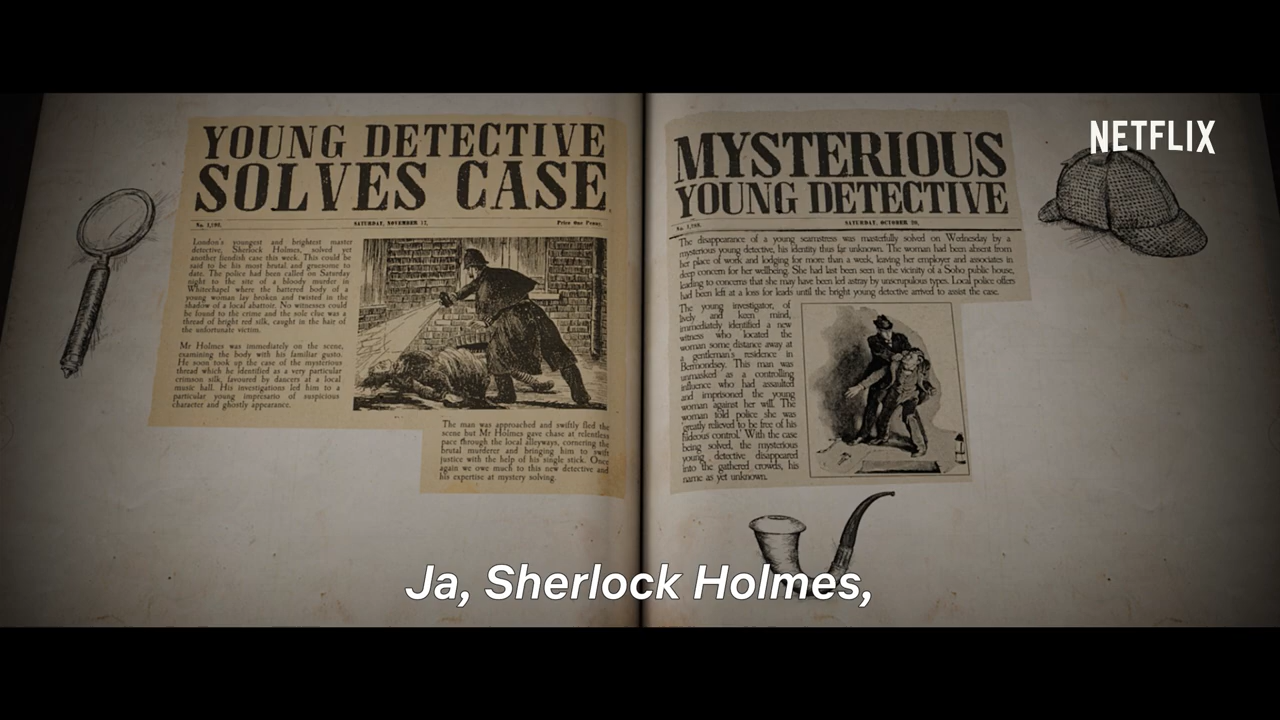 YOUNG DETECTIVE
SOLVES CASE.
No. 1,190.
SATURDAY, NOVEMBER 17,
Price One Penny.
London's youngest and brightest master
detective, Sherlock Holmes, solved yet
another fiendish case this week. This could be
said to be his most brutal and gruesome to
date. The police had been called on Saturday
night to the site of a bloody murder in
Whitechapel where the battered body of a
young woman lay broken and twisted in the
shadow of a local abattoir. No witnesses could
be found to the crime and the sole clue was a
thread of bright red silk, caught in the hair of
the unfortunate victim.
Mr Holmes was immediately on the scene,
examining the body with his familiar gusto.
He soon took up the case of the mysterious
thread which he identified as a very particular
crimson silk, favoured by dancers at a local
music hall. His investigations led him to a
particular young impresario of suspicious
character and ghostly appearance.
The man was approached and swiftly fled the
scene but Mr Holmes gave chase at relentless
pace through the local alleyways, cornering the
brutal murderer and bringing him to swift
justice with the help of his single stick. Once
again we owe much to this new detective and
his expertise at mystery solving.
MYSTERIOUS
YOUNG DETECTIVE
SATURDAY, OCTOBER 20,
The disappearance of a young seamstress was masterfully solved on Wednesday by a
mysterious young detective, his identity thus far unknown. The woman had been absent from
her place of work and lodging for more than a week, leaving her employer and associates in
deep concern for her wellbeing. She had last been seen in the vicinity of a Soho public house,
leading to concerns that she may have been led astray by unscrupulous types. Local police offers
had been left at a loss for leads until the bright young detective arrived to assist the case.
The young investigator, of
lively and keen mind,
immediately identified a new
witness who located the
woman some distance away at
a gentleman's residence in
Bermondsey. This man was
unmasked as a controlling
influence who had assaulted
and imprisoned the young
woman against her will. The
woman told police she was
greatly relieved to be free of his
hideous control. With the case
being solved, the mysterious
young detective disappeared
into the gathered crowds, his
name as yet unknown.
NETFLIX
Ja, Sherlock Holmes,